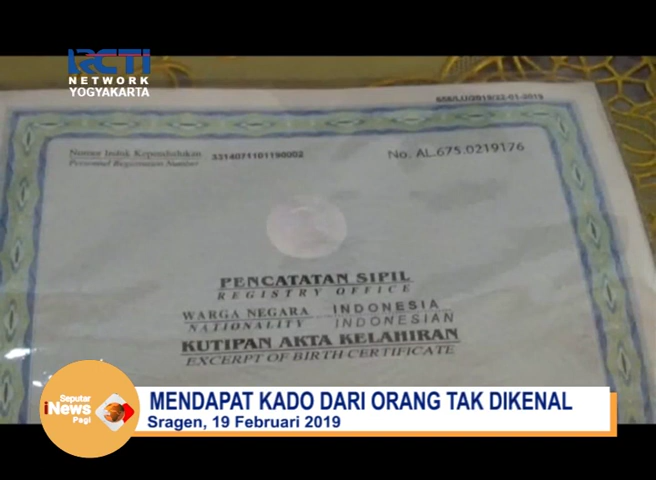 RCTI
NETWORK
YOGYAKARTA
Nomor Induk Kependudukan 3314071101190002
Personnel Registration Number
No. AL.675.0219176
PENCATATAN SIPIL
REGISTRY OFFICE
WARGA NEGARA INDONESIA
NATIONALITY INDONESIAN
KUTIPAN AKTA KELAHIRAN
EXCERPT OF BIRTH CERTIFICATE
Seputar
iNews
Pagi
MENDAPAT KADO DARI ORANG TAK DIKENAL
Sragen, 19 Februari 2019